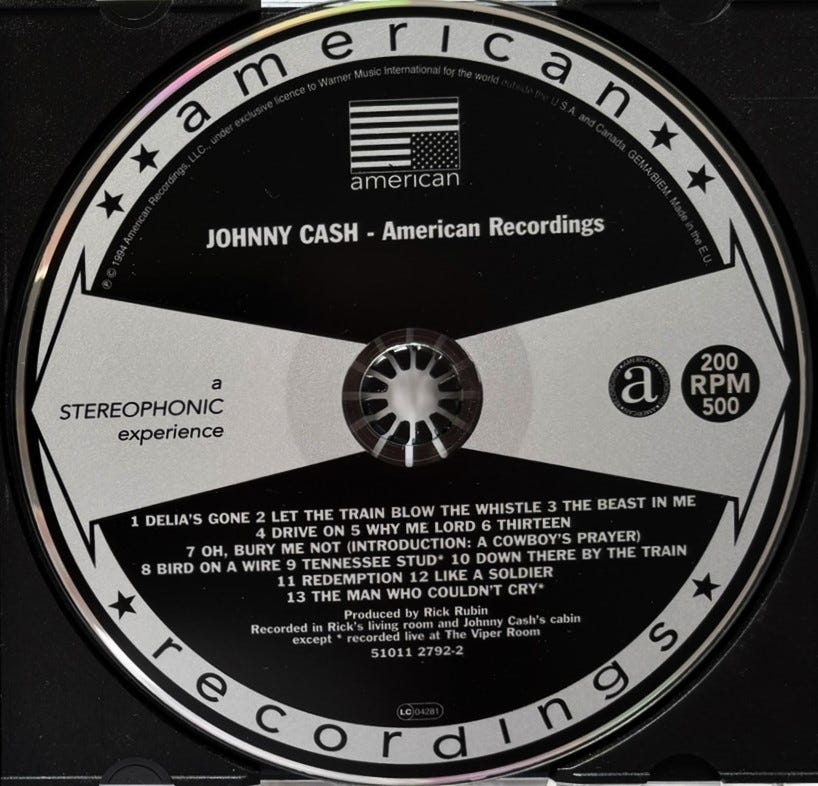 american
℗ © 1994 American Recordings, LLC., under exclusive licence to Warner Music International for the world outside the U.S.A. and Canada. GEMA/BIEM. Made in the E.U.
american
JOHNNY CASH - American Recordings
a
STEREOPHONIC
experience
a
200
RPM
500
1 DELIA'S GONE 2 LET THE TRAIN BLOW THE WHISTLE 3 THE BEAST IN ME
4 DRIVE ON 5 WHY ME LORD 6 THIRTEEN
7 OH, BURY ME NOT (INTRODUCTION: A COWBOY'S PRAYER)
8 BIRD ON A WIRE 9 TENNESSEE STUD* 10 DOWN THERE BY THE TRAIN
11 REDEMPTION 12 LIKE A SOLDIER
13 THE MAN WHO COULDN'T CRY*
Produced by Rick Rubin
Recorded in Rick's living room and Johnny Cash's cabin
except * recorded live at The Viper Room
51011 2792-2
LC 04281
recordings